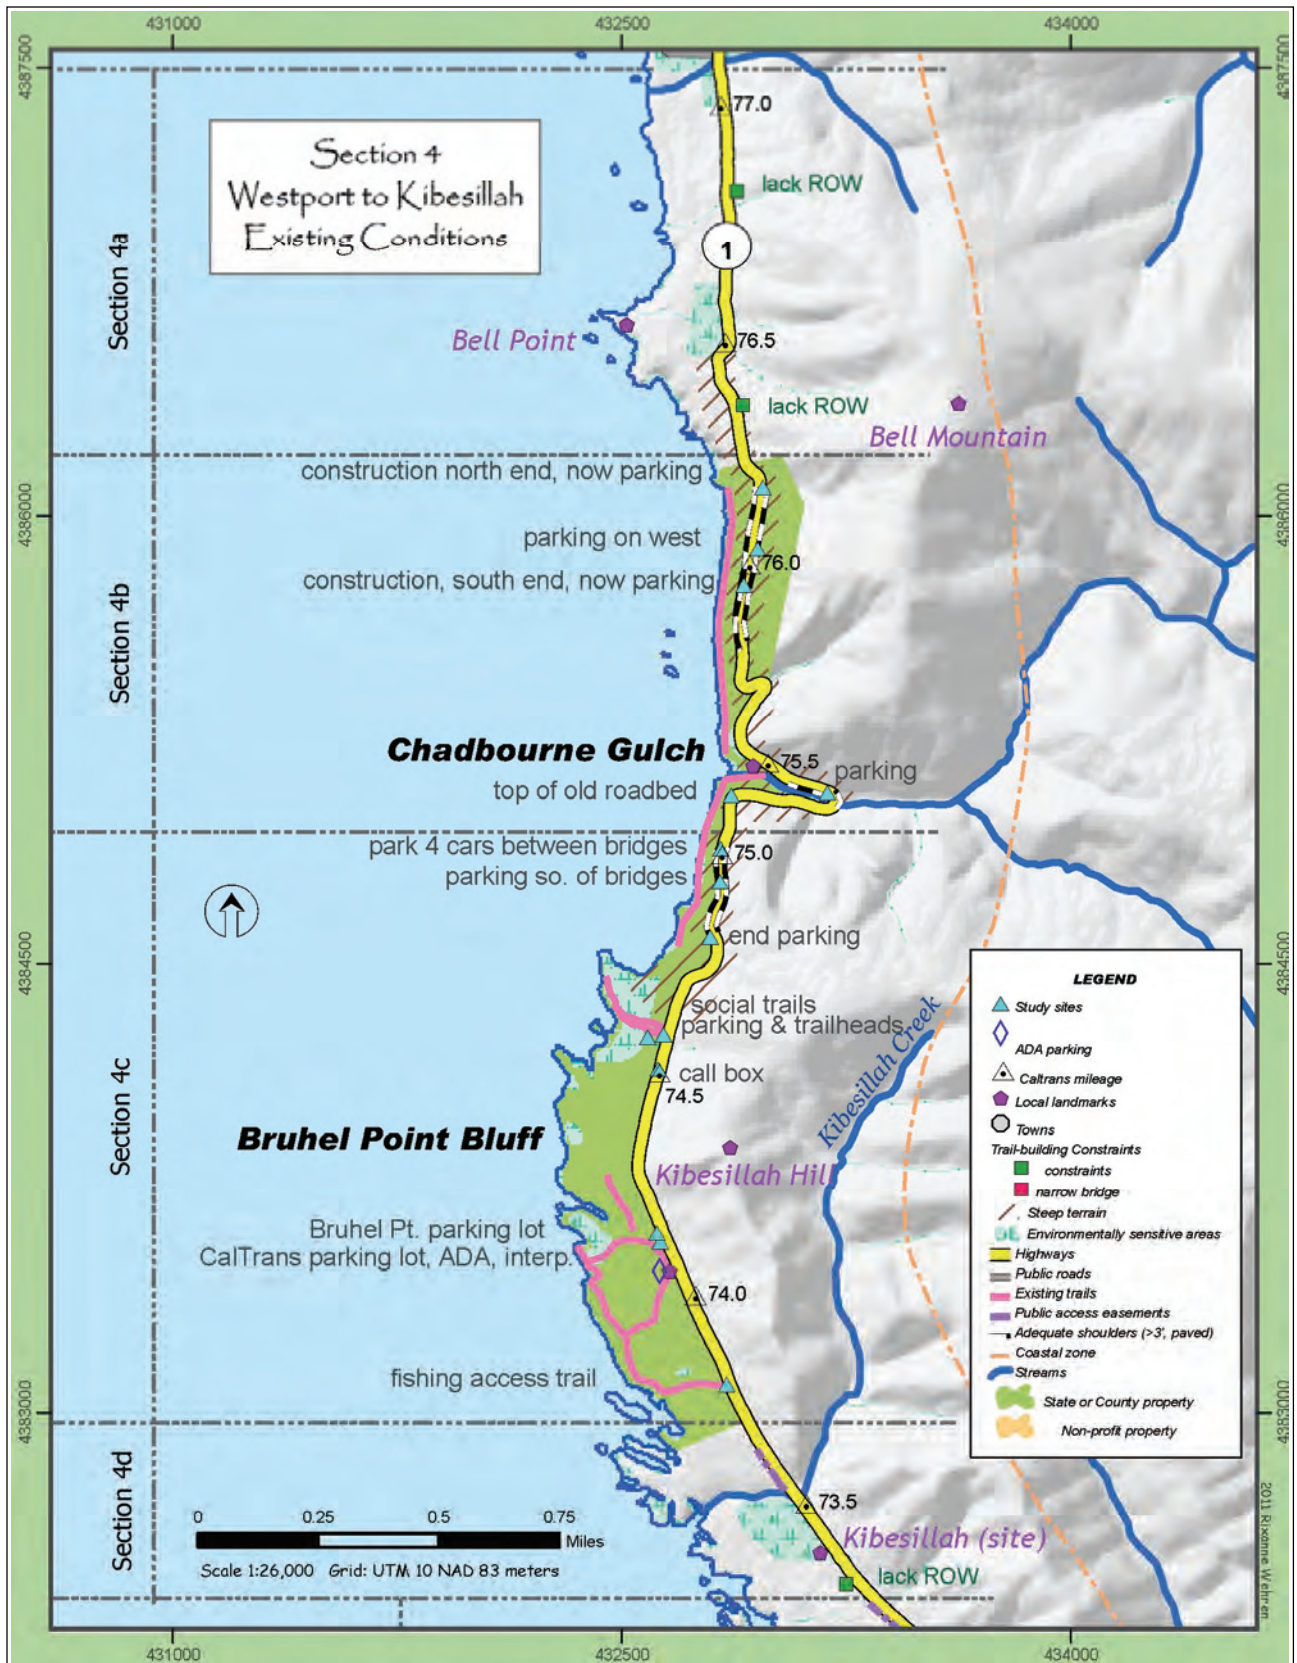 431000
432500
434000
4387500
4387500
Section 4
Westport to Kibesillah
Existing Conditions
77.0
lack ROW
1
Section 4a
Bell Point
76.5
lack ROW
Bell Mountain
construction north end, now parking
4386000
4386000
parking on west
76.0
construction, south end, now parking
Section 4b
Chadbourne Gulch
75.5
parking
top of old roadbed
park 4 cars between bridges
75.0
parking so. of bridges
end parking
4384500
4384500
social trails
parking & trailheads
call box
74.5
Kibesillah Creek
Section 4c
Bruhel Point Bluff
Kibesillah Hill
Bruhel Pt. parking lot
CalTrans parking lot, ADA, interp.
74.0
fishing access trail
4383000
4383000
LEGEND
Study sites
ADA parking
Caltrans mileage
Local landmarks
Towns
Trail-building Constraints
constraints
narrow bridge
Steep terrain
Environmentally sensitive areas
Highways
Public roads
Existing trails
Public access easements
Adequate shoulders (>3', paved)
Coastal zone
Streams
State or County property
Non-profit property
Section 4d
73.5
Kibesillah (site)
lack ROW
0 0.25 0.5 0.75
Miles
Scale 1:26,000 Grid: UTM 10 NAD 83 meters
2011 Rixanne Wehren
431000
432500
434000